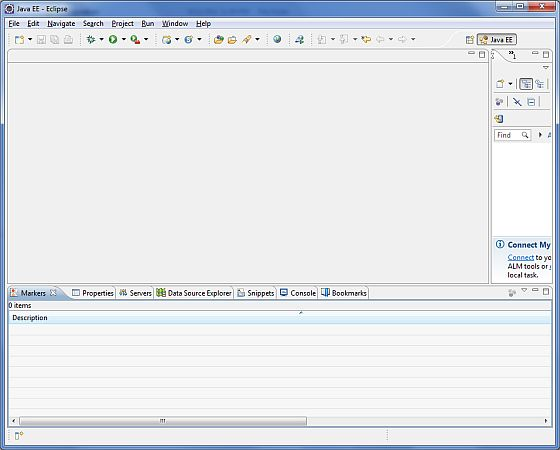 Java EE - Eclipse
File Edit Navigate Search Project Run Window Help
Java EE
»1
Find
Connect My
Connect to yo
ALM tools or
local task.
Markers Properties Servers Data Source Explorer Snippets Console Bookmarks
0 items
Description